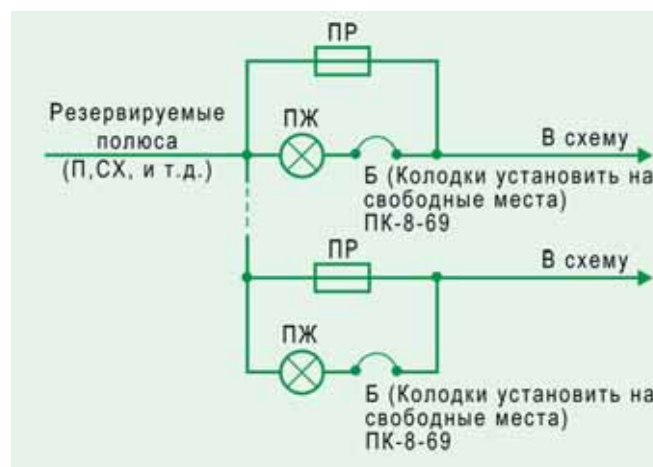 ПР
Резервируемые
полюса
(П,СХ, и т.д.)
ПЖ
В схему
Б (Колодки установить на
свободные места)
ПК-8-69
ПР
В схему
ПЖ
Б (Колодки установить на
свободные места)
ПК-8-69